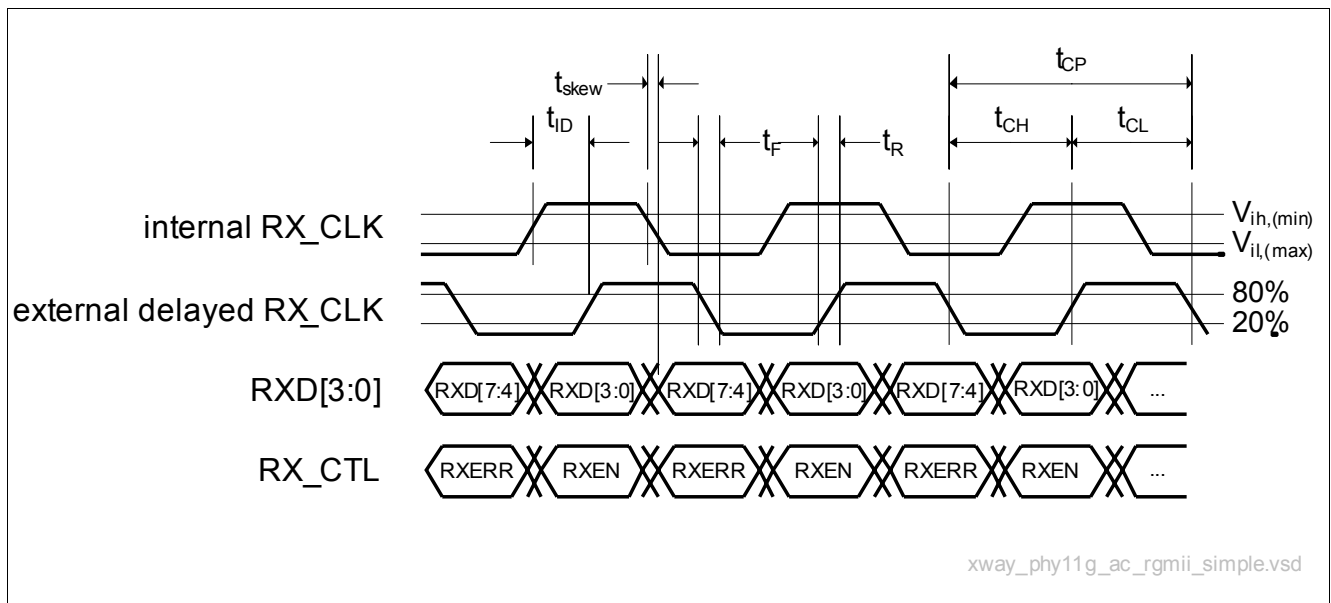 tCP
tskew
tID
tCH
tCL
tF
tR
internal RX_CLK
Vih,(min)
Vil,(max)
external delayed RX_CLK
80%
20%
RXD[3:0]
RXD[7:4] RXD[3:0] RXD[7:4] RXD[3:0] RXD[7:4] RXD[3:0] ...
RX_CTL
RXERR RXEN RXERR RXEN RXERR RXEN ...
xway_phy11g_ac_rgmii_simple.vsd